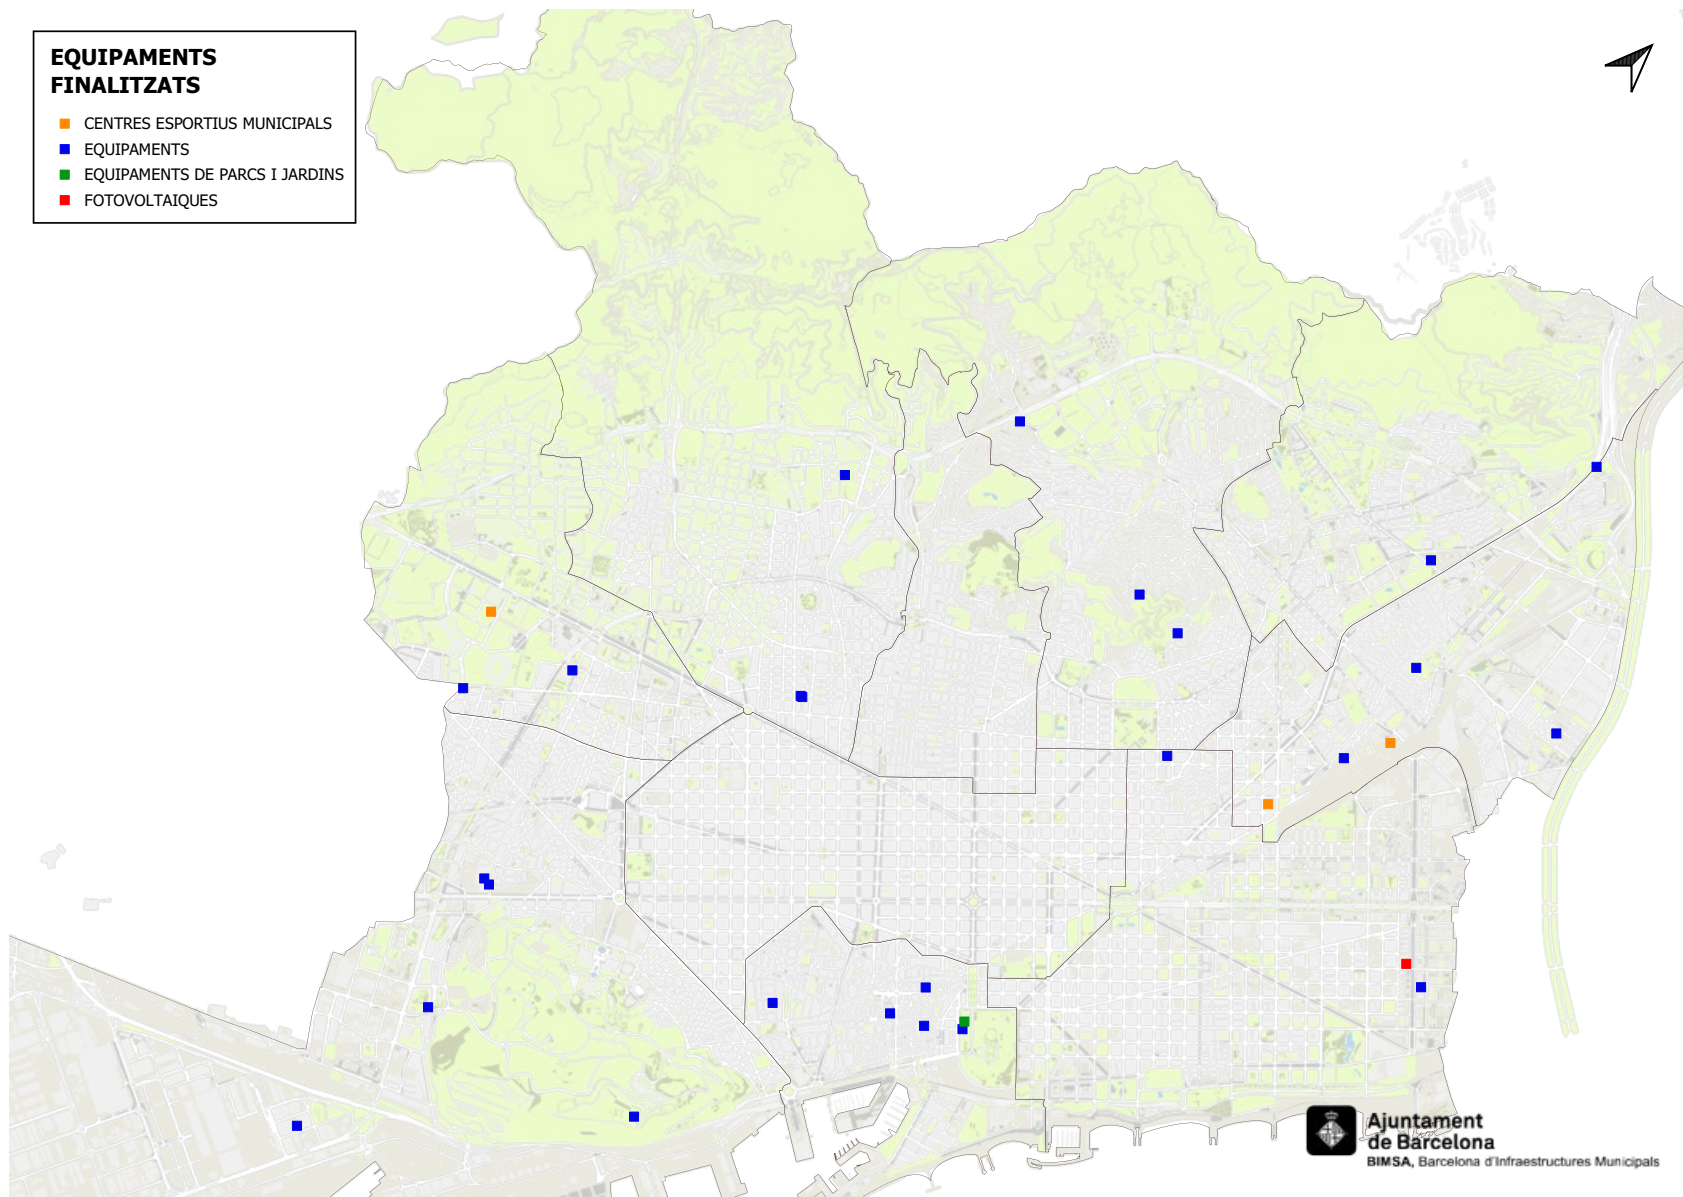 EQUIPAMENTS
FINALITZATS
CENTRES ESPORTIUS MUNICIPALS
EQUIPAMENTS
EQUIPAMENTS DE PARCS I JARDINS
FOTOVOLTAIQUES
Ajuntament
de Barcelona
BIMSA, Barcelona d'Infraestructures Municipals